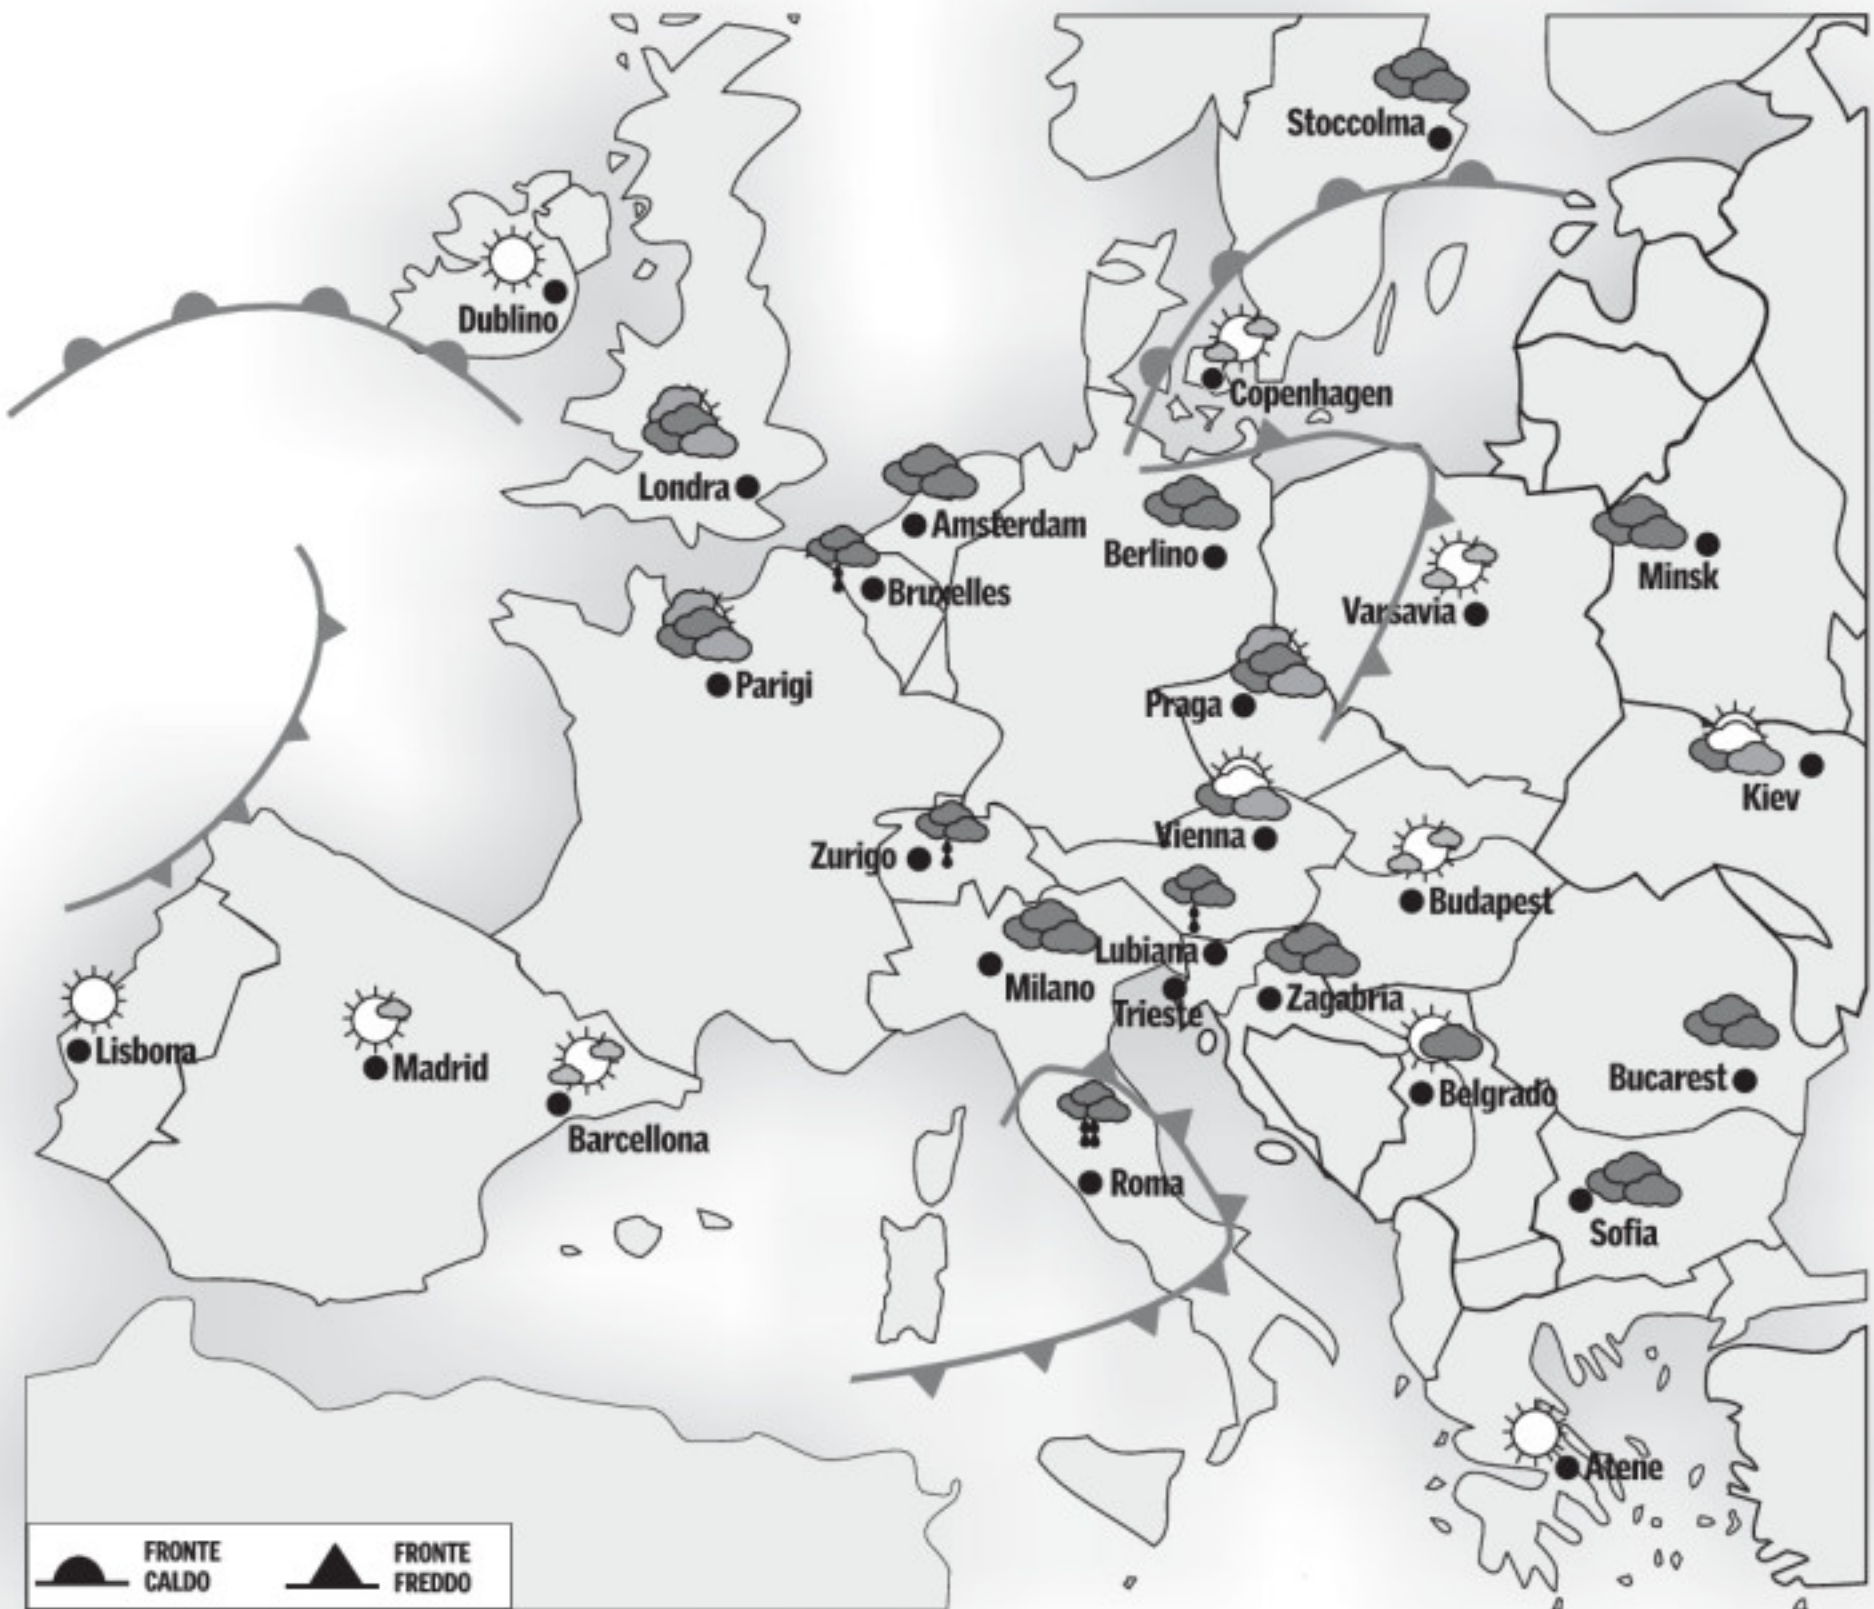 Stoccolma
Dublino
Copenhagen
Londra
Amsterdam
Berlino
Minsk
Bruxelles
Varsavia
Parigi
Praga
Kiev
Vienna
Zurigo
Budapest
Lubiana
Milano
Zagabria
Trieste
Lisbona
Madrid
Belgrado
Bucarest
Barcellona
Roma
Sofia
Atene
FRONTE
CALDO
FRONTE
FREDDO